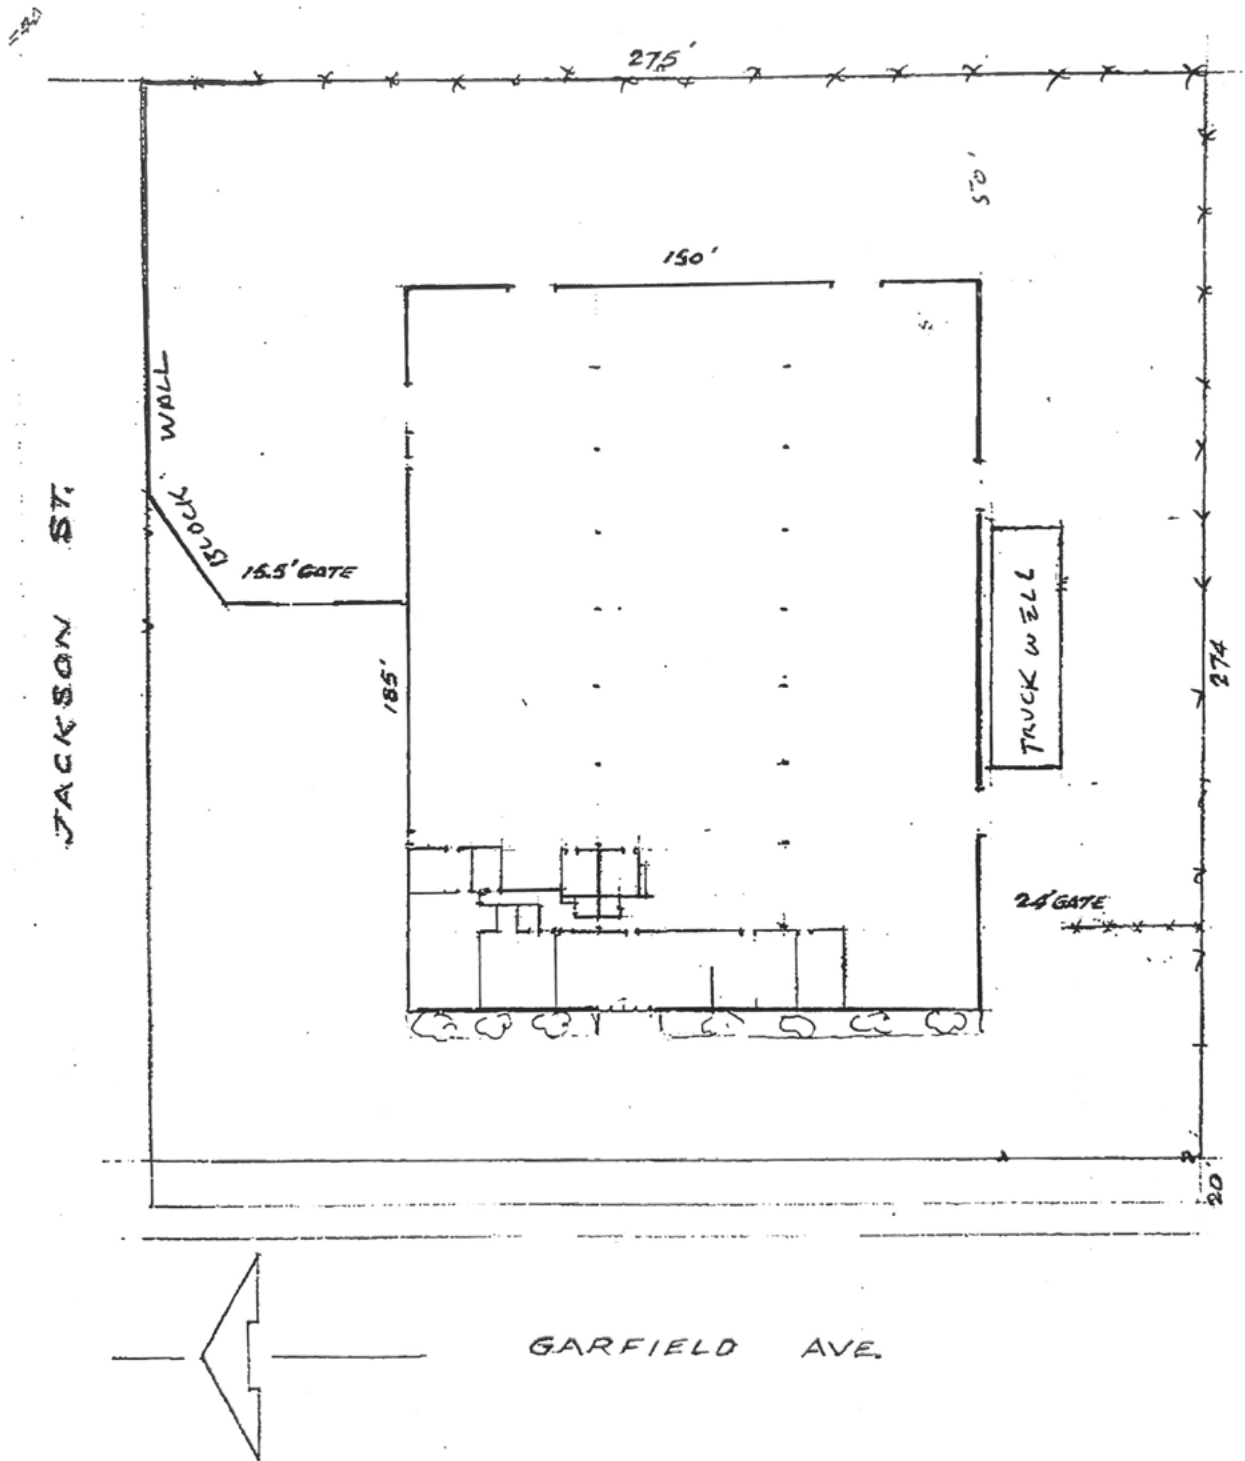 275'
50'
150'
BLOCK WALL
15.5' GATE
JACKSON ST.
185'
TRUCK WELL
274
24' GATE
20'
GARFIELD AVE.